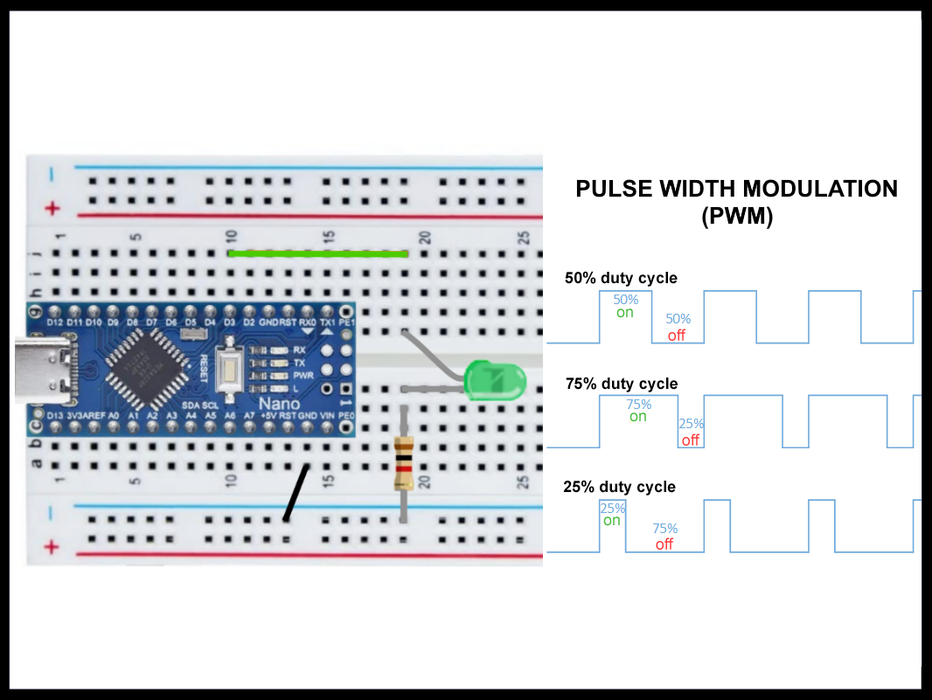 PULSE WIDTH MODULATION
(PWM)
50% duty cycle
50%
on
50%
off
75% duty cycle
75%
on
25%
off
25% duty cycle
25%
on
75%
off
−
+
1 5 10 15 20 25
j
i
h
g
D12 D11 D10 D9 D8 D7 D6 D5 D4 D3 D2 GND RST RX0 TX1 PE1
RESET
RX
TX
PWR
L
1
Nano
SDA SCL
D13 3V3 AREF A0 A1 A2 A3 A4 A5 A6 A7 +5V RST GND VIN PE0
c
b
a
1 5 10 15 20 25
−
+